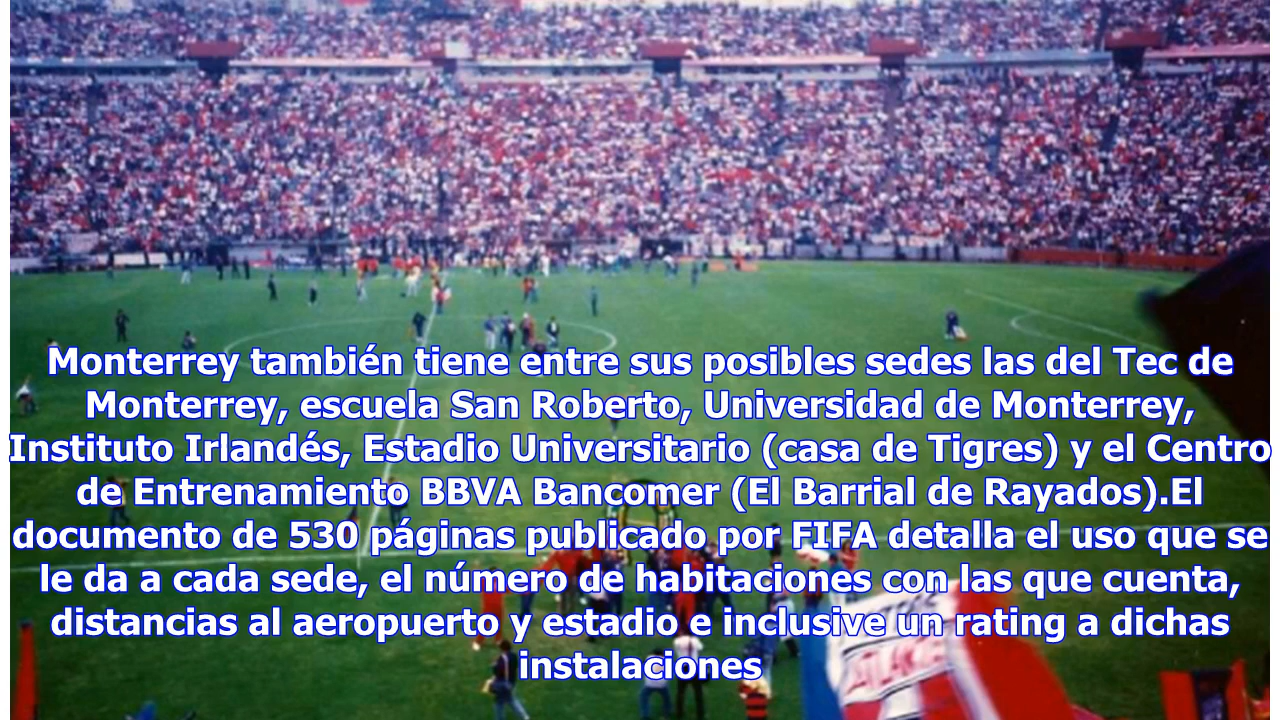 Monterrey también tiene entre sus posibles sedes las del Tec de
Monterrey, escuela San Roberto, Universidad de Monterrey,
Instituto Irlandés, Estadio Universitario (casa de Tigres) y el Centro
de Entrenamiento BBVA Bancomer (El Barrial de Rayados).El
documento de 530 páginas publicado por FIFA detalla el uso que se
le da a cada sede, el número de habitaciones con las que cuenta,
distancias al aeropuerto y estadio e inclusive un rating a dichas
instalaciones